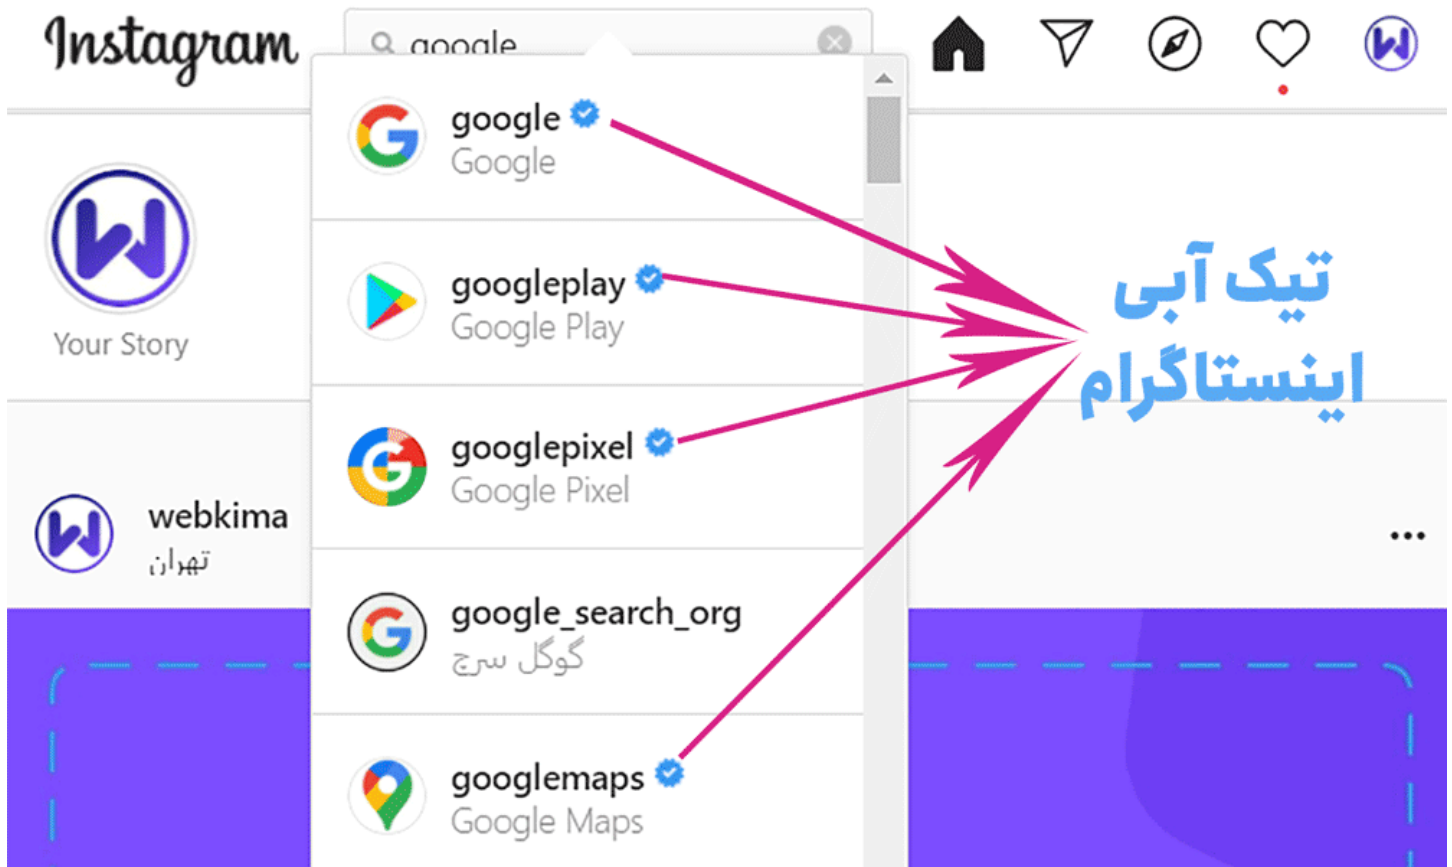 Instagram
google
google
Google
googleplay
Google Play
googlepixel
Google Pixel
google_search_org
گوگل سرچ
googlemaps
Google Maps
Your Story
webkima
تهران
تیک آبی
اینستاگرام